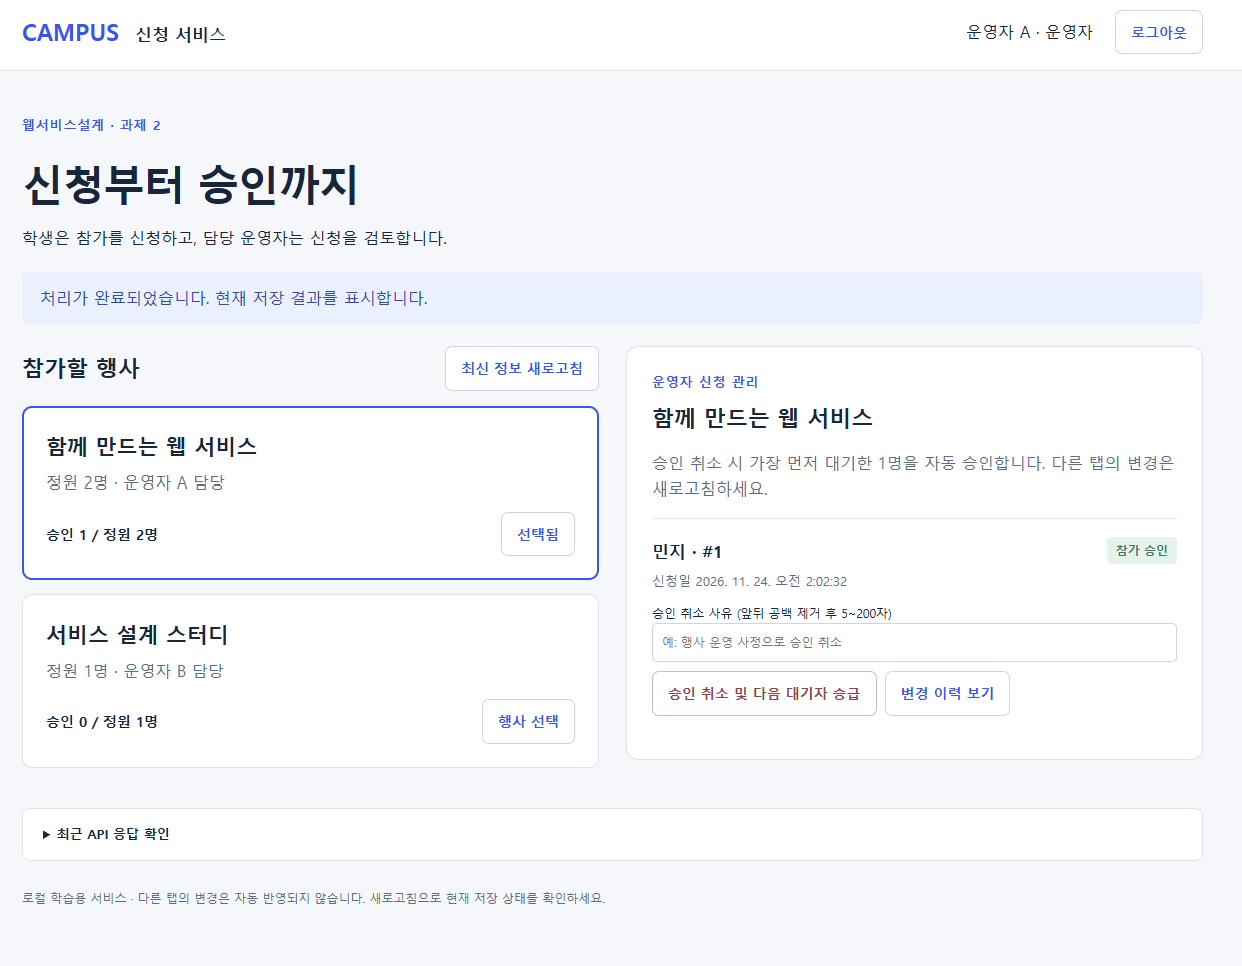 CAMPUS 신청 서비스
운영자 A · 운영자
로그아웃
웹서비스설계 · 과제 2
신청부터 승인까지
학생은 참가를 신청하고, 담당 운영자는 신청을 검토합니다.
처리가 완료되었습니다. 현재 저장 결과를 표시합니다.
참가할 행사
최신 정보 새로고침
함께 만드는 웹 서비스
정원 2명 · 운영자 A 담당
승인 1 / 정원 2명
선택됨
서비스 설계 스터디
정원 1명 · 운영자 B 담당
승인 0 / 정원 1명
행사 선택
운영자 신청 관리
함께 만드는 웹 서비스
승인 취소 시 가장 먼저 대기한 1명을 자동 승인합니다. 다른 탭의 변경은
새로고침하세요.
민지 · #1
참가 승인
신청일 2026. 11. 24. 오전 2:02:32
승인 취소 사유 (앞뒤 공백 제거 후 5~200자)
예: 행사 운영 사정으로 승인 취소
승인 취소 및 다음 대기자 승급
변경 이력 보기
▶ 최근 API 응답 확인
로컬 학습용 서비스 · 다른 탭의 변경은 자동 반영되지 않습니다. 새로고침으로 현재 저장 상태를 확인하세요.